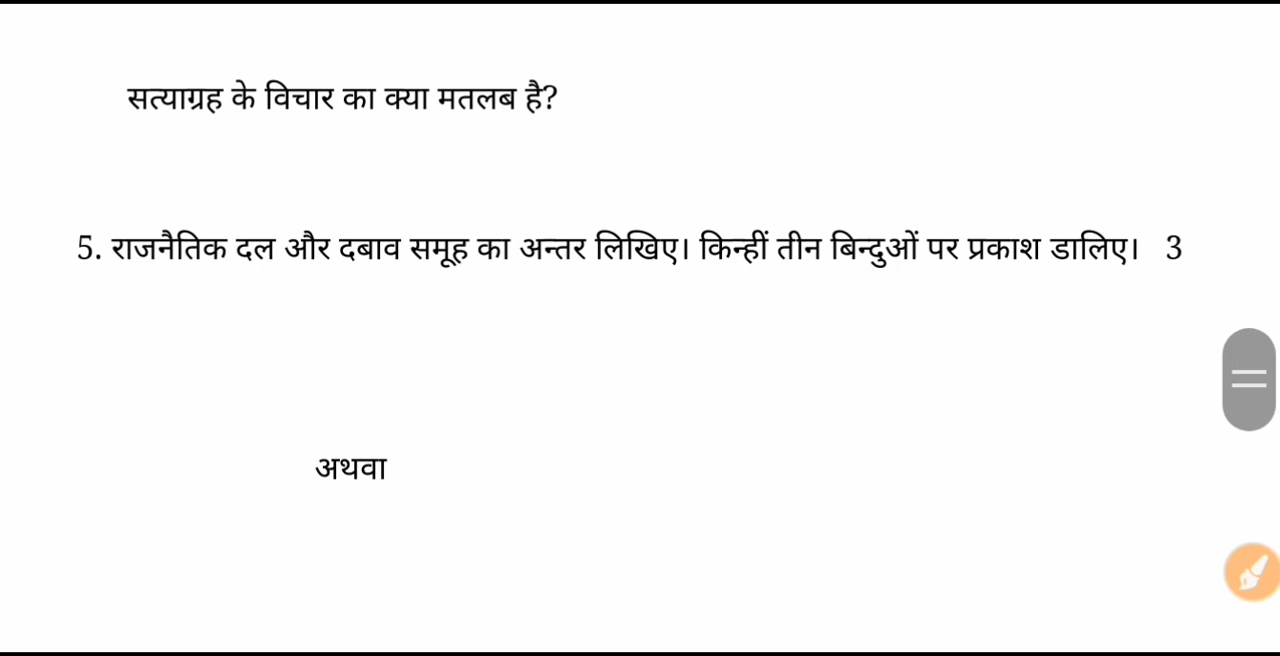 सत्याग्रह के विचार का क्या मतलब है?
5. राजनैतिक दल और दबाव समूह का अन्तर लिखिए। किन्हीं तीन बिन्दुओं पर प्रकाश डालिए। 3
अथवा